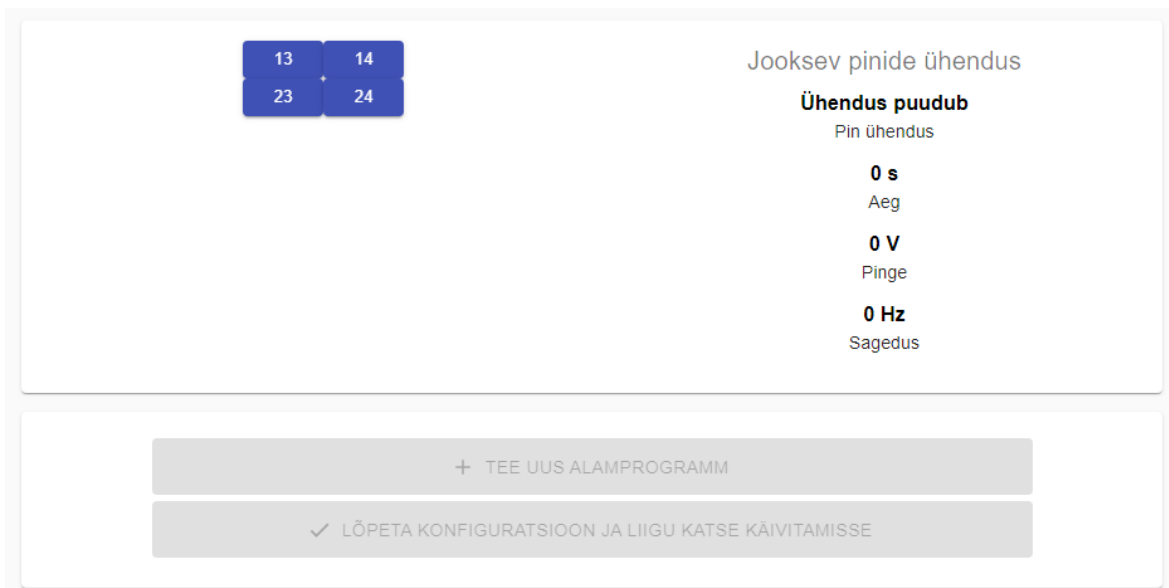 13 14
23 24
Jooksev pinide ühendus
Ühendus puudub
Pin ühendus
0 s
Aeg
0 V
Pinge
0 Hz
Sagedus
+ TEE UUS ALAMPROGRAMM
✓ LÕPETA KONFIGURATSIOON JA LIIGU KATSE KÄIVITAMISSE